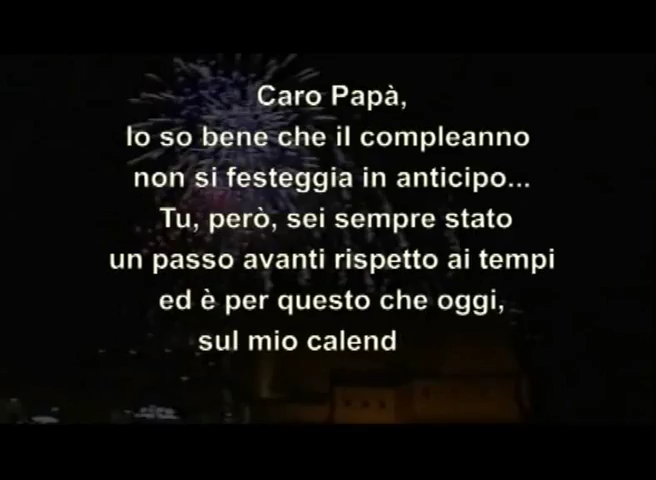 Caro Papà,
Io so bene che il compleanno
non si festeggia in anticipo...
Tu, però, sei sempre stato
un passo avanti rispetto ai tempi
ed è per questo che oggi,
sul mio calend